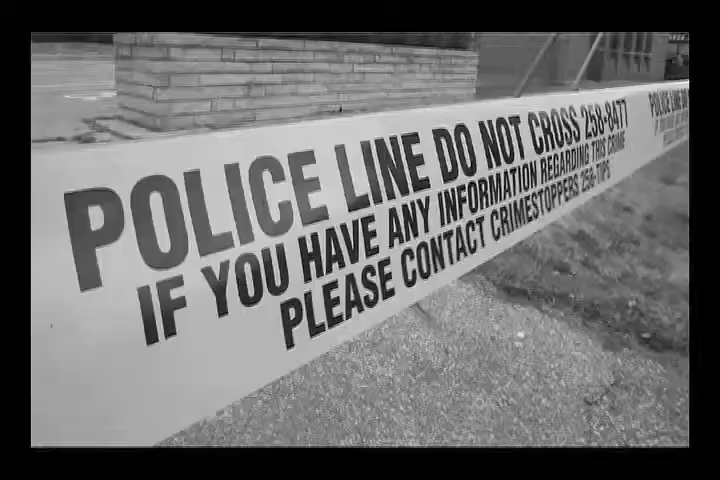 POLICE LINE DO NOT CROSS 258-8477
IF YOU HAVE ANY INFORMATION REGARDING THIS CRIME
PLEASE CONTACT CRIMESTOPPERS 258-TIPS
POLICE LINE DO